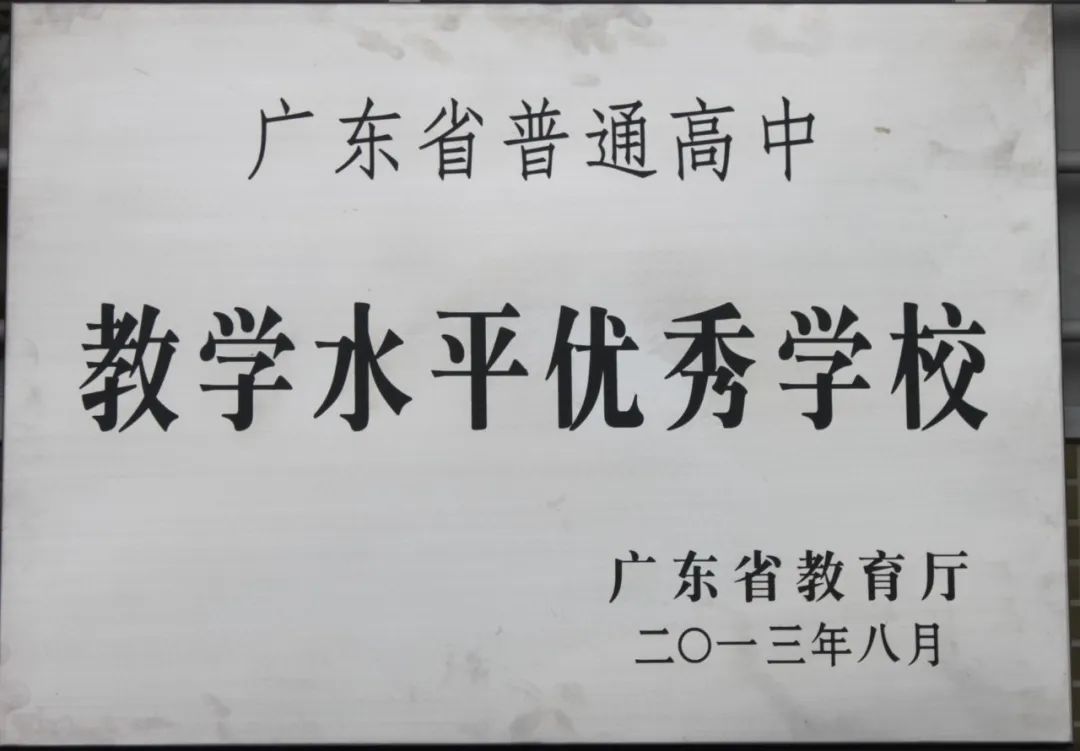 广东省普通高中
教学水平优秀学校
广东省教育厅
二〇一三年八月